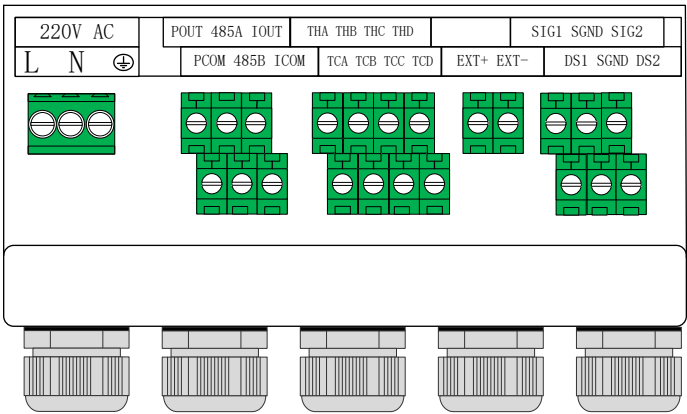 220V AC
L N
POUT 485A IOUT
PCOM 485B ICOM
THA THB THC THD
TCA TCB TCC TCD
EXT+ EXT-
SIG1 SGND SIG2
DS1 SGND DS2